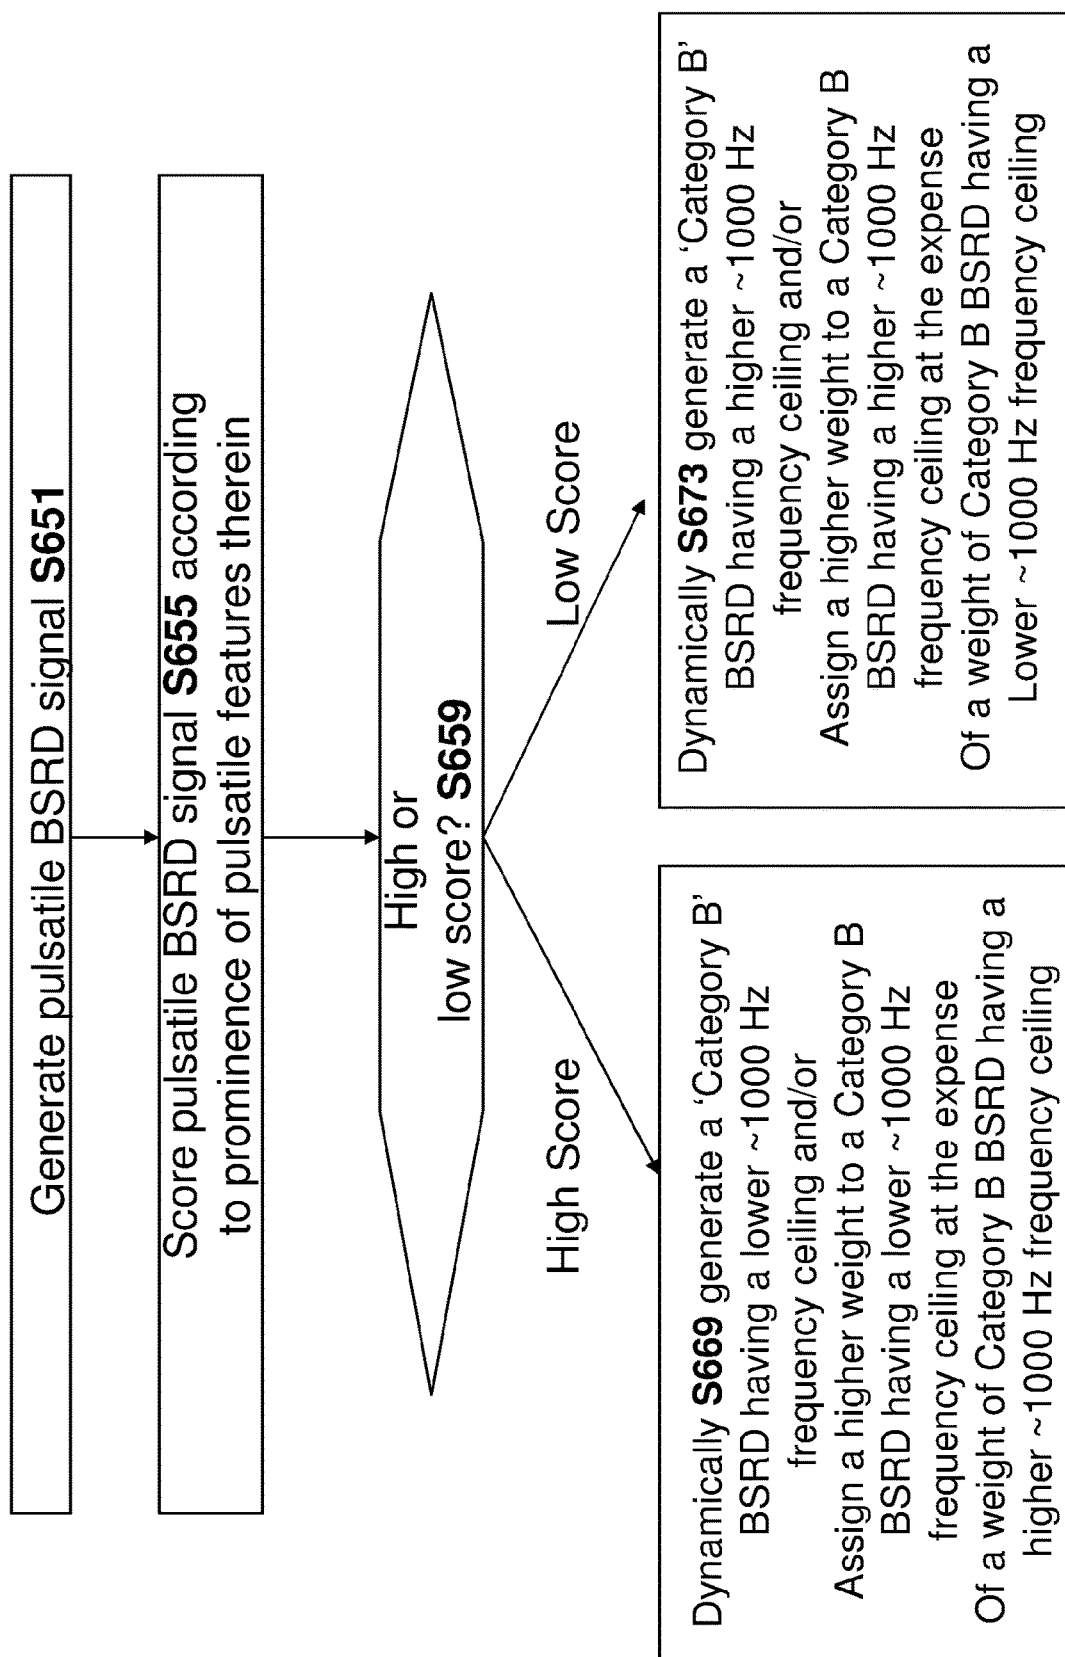 Generate pulsatile BSRD signal S651
Score pulsatile BSRD signal S655 according
to prominence of pulsatile features therein
High or
low score? S659
High Score
Low Score
Dynamically S669 generate a ‘Category B’
BSRD having a lower ~1000 Hz
frequency ceiling and/or
Assign a higher weight to a Category B
BSRD having a lower ~1000 Hz
frequency ceiling at the expense
Of a weight of Category B BSRD having a
higher ~1000 Hz frequency ceiling
Dynamically S673 generate a ‘Category B’
BSRD having a higher ~1000 Hz
frequency ceiling and/or
Assign a higher weight to a Category B
BSRD having a higher ~1000 Hz
frequency ceiling at the expense
Of a weight of Category B BSRD having a
Lower ~1000 Hz frequency ceiling